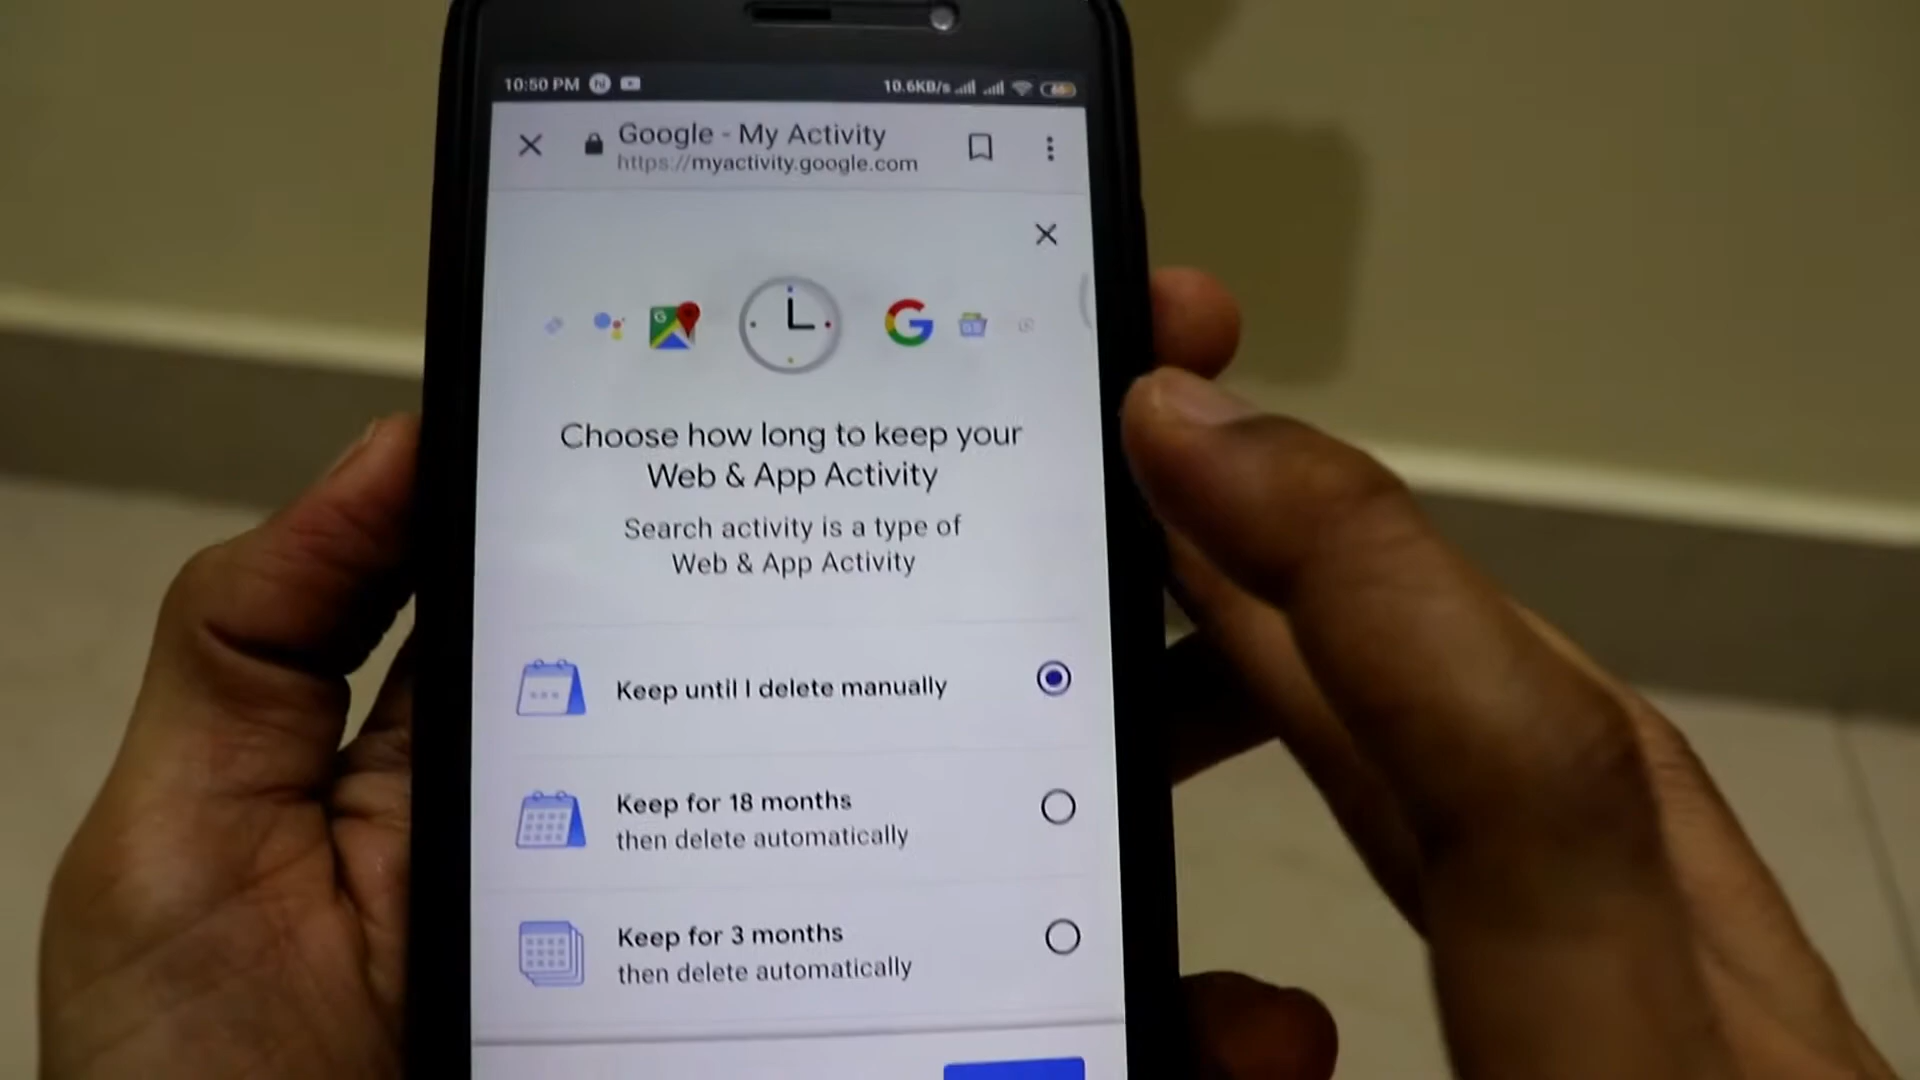 10:50 PM
10.6KB/s
Google - My Activity
https://myactivity.google.com
Choose how long to keep your
Web & App Activity
Search activity is a type of
Web & App Activity
Keep until I delete manually
Keep for 18 months
then delete automatically
Keep for 3 months
then delete automatically